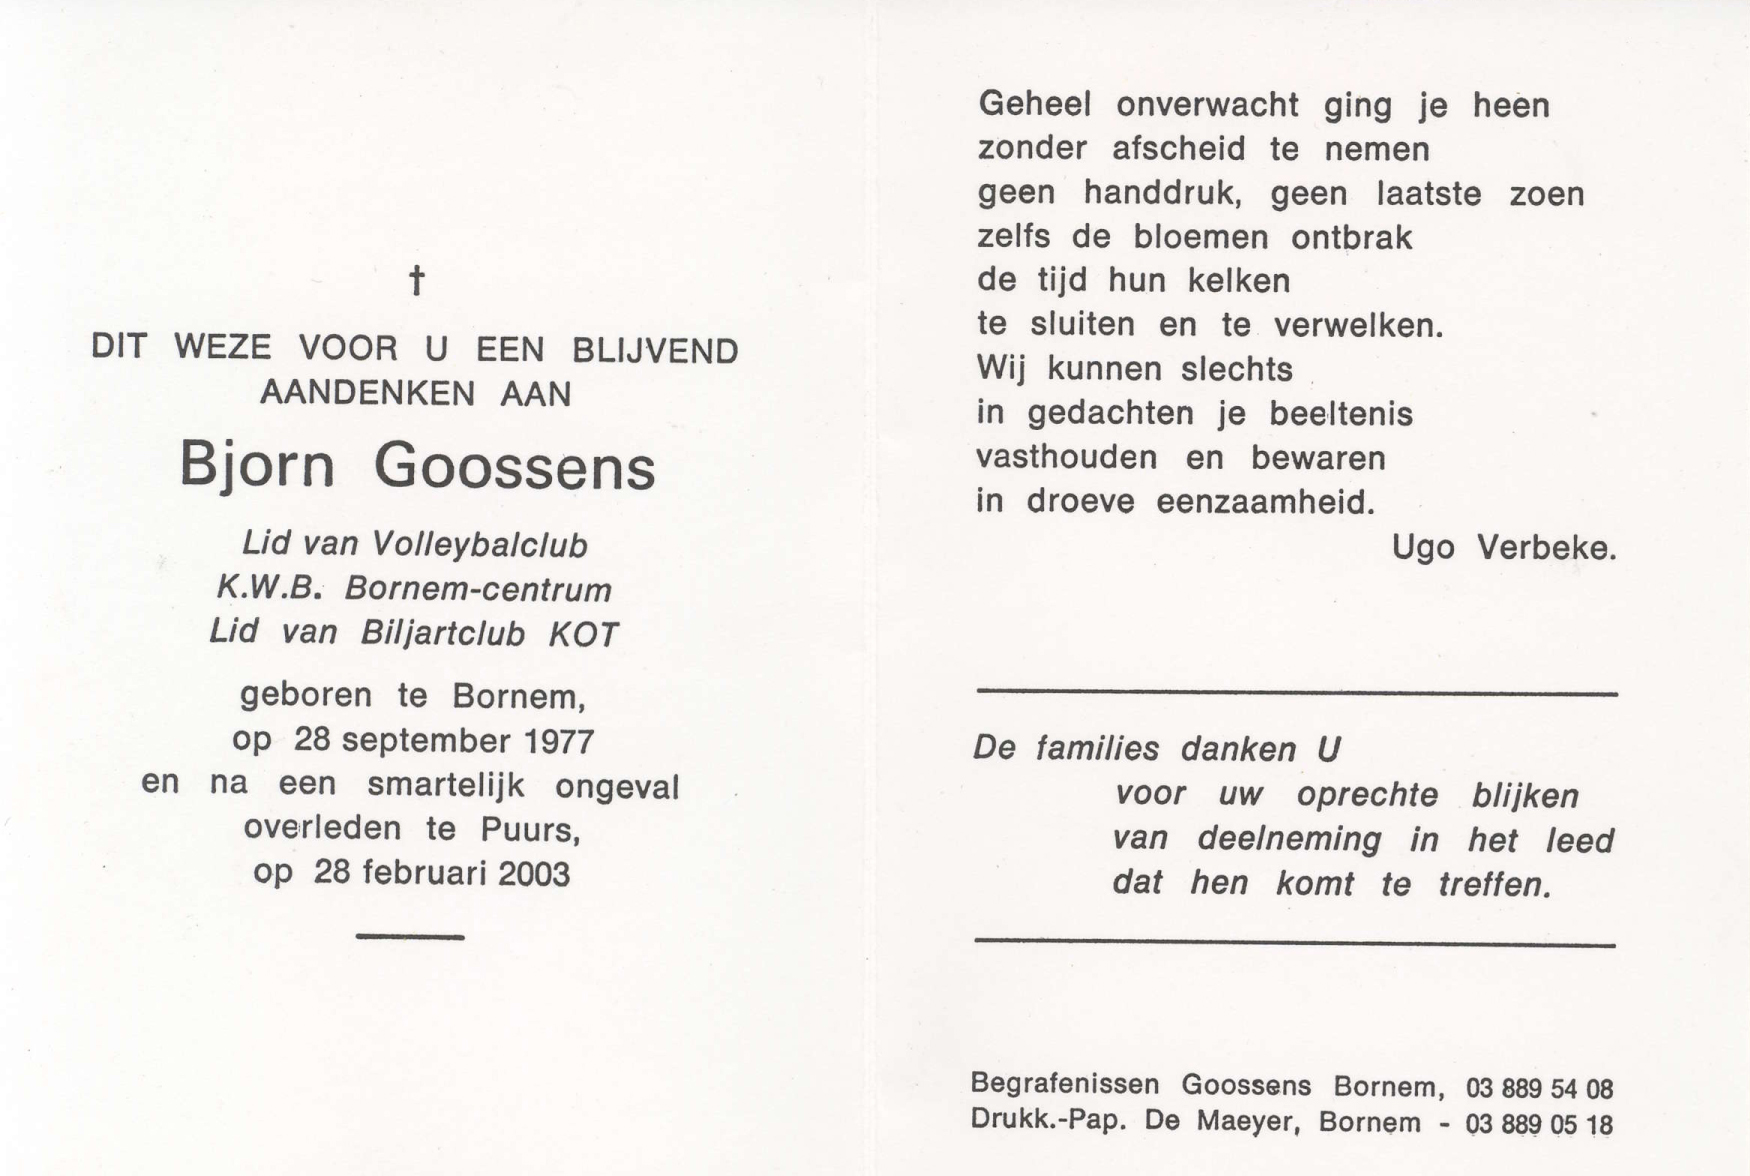 †
DIT WEZE VOOR U EEN BLIJVEND
AANDENKEN AAN
Bjorn Goossens
Lid van Volleybalclub
K.W.B. Bornem-centrum
Lid van Biljartclub KOT
geboren te Bornem,
op 28 september 1977
en na een smartelijk ongeval
overleden te Puurs,
op 28 februari 2003
Geheel onverwacht ging je heen
zonder afscheid te nemen
geen handdruk, geen laatste zoen
zelfs de bloemen ontbrak
de tijd hun kelken
te sluiten en te verwelken.
Wij kunnen slechts
in gedachten je beeltenis
vasthouden en bewaren
in droeve eenzaamheid.
Ugo Verbeke.
De families danken U
voor uw oprechte blijken
van deelneming in het leed
dat hen komt te treffen.
Begrafenissen Goossens Bornem, 03 889 54 08
Drukk.-Pap. De Maeyer, Bornem - 03 889 05 18